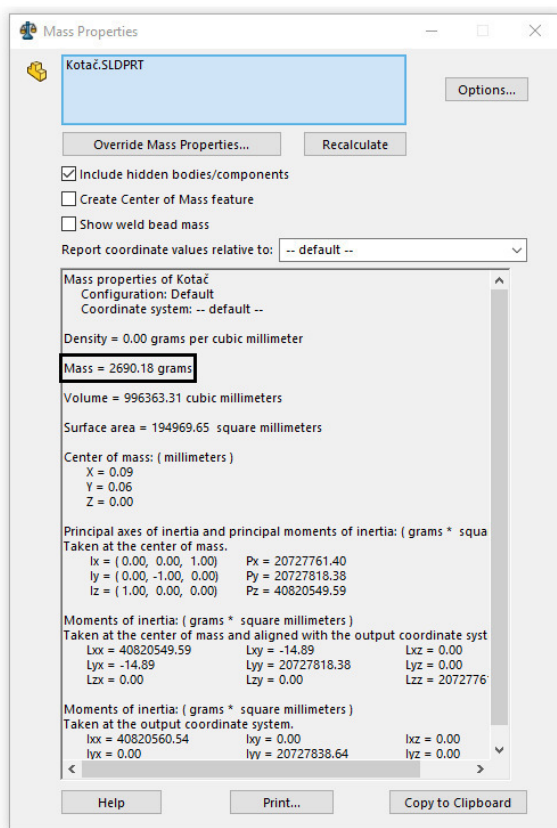 Mass Properties
Kotač.SLDPRT
Options...
Override Mass Properties...
Recalculate
Include hidden bodies/components
Create Center of Mass feature
Show weld bead mass
Report coordinate values relative to: -- default --
Mass properties of Kotač
Configuration: Default
Coordinate system: -- default --
Density = 0.00 grams per cubic millimeter
Mass = 2690.18 grams
Volume = 996363.31 cubic millimeters
Surface area = 194969.65 square millimeters
Center of mass: ( millimeters )
X = 0.09
Y = 0.06
Z = 0.00
Principal axes of inertia and principal moments of inertia: ( grams * squa
Taken at the center of mass.
Ix = ( 0.00, 0.00, 1.00) Px = 20727761.40
Iy = ( 0.00, -1.00, 0.00) Py = 20727818.38
Iz = ( 1.00, 0.00, 0.00) Pz = 40820549.59
Moments of inertia: ( grams * square millimeters )
Taken at the center of mass and aligned with the output coordinate syst
Lxx = 40820549.59 Lxy = -14.89 Lxz = 0.00
Lyx = -14.89 Lyy = 20727818.38 Lyz = 0.00
Lzx = 0.00 Lzy = 0.00 Lzz = 2072776
Moments of inertia: ( grams * square millimeters )
Taken at the output coordinate system.
Ixx = 40820560.54 Ixy = 0.00 Ixz = 0.00
Iyx = 0.00 Iyy = 20727838.64 Iyz = 0.00
Help
Print...
Copy to Clipboard